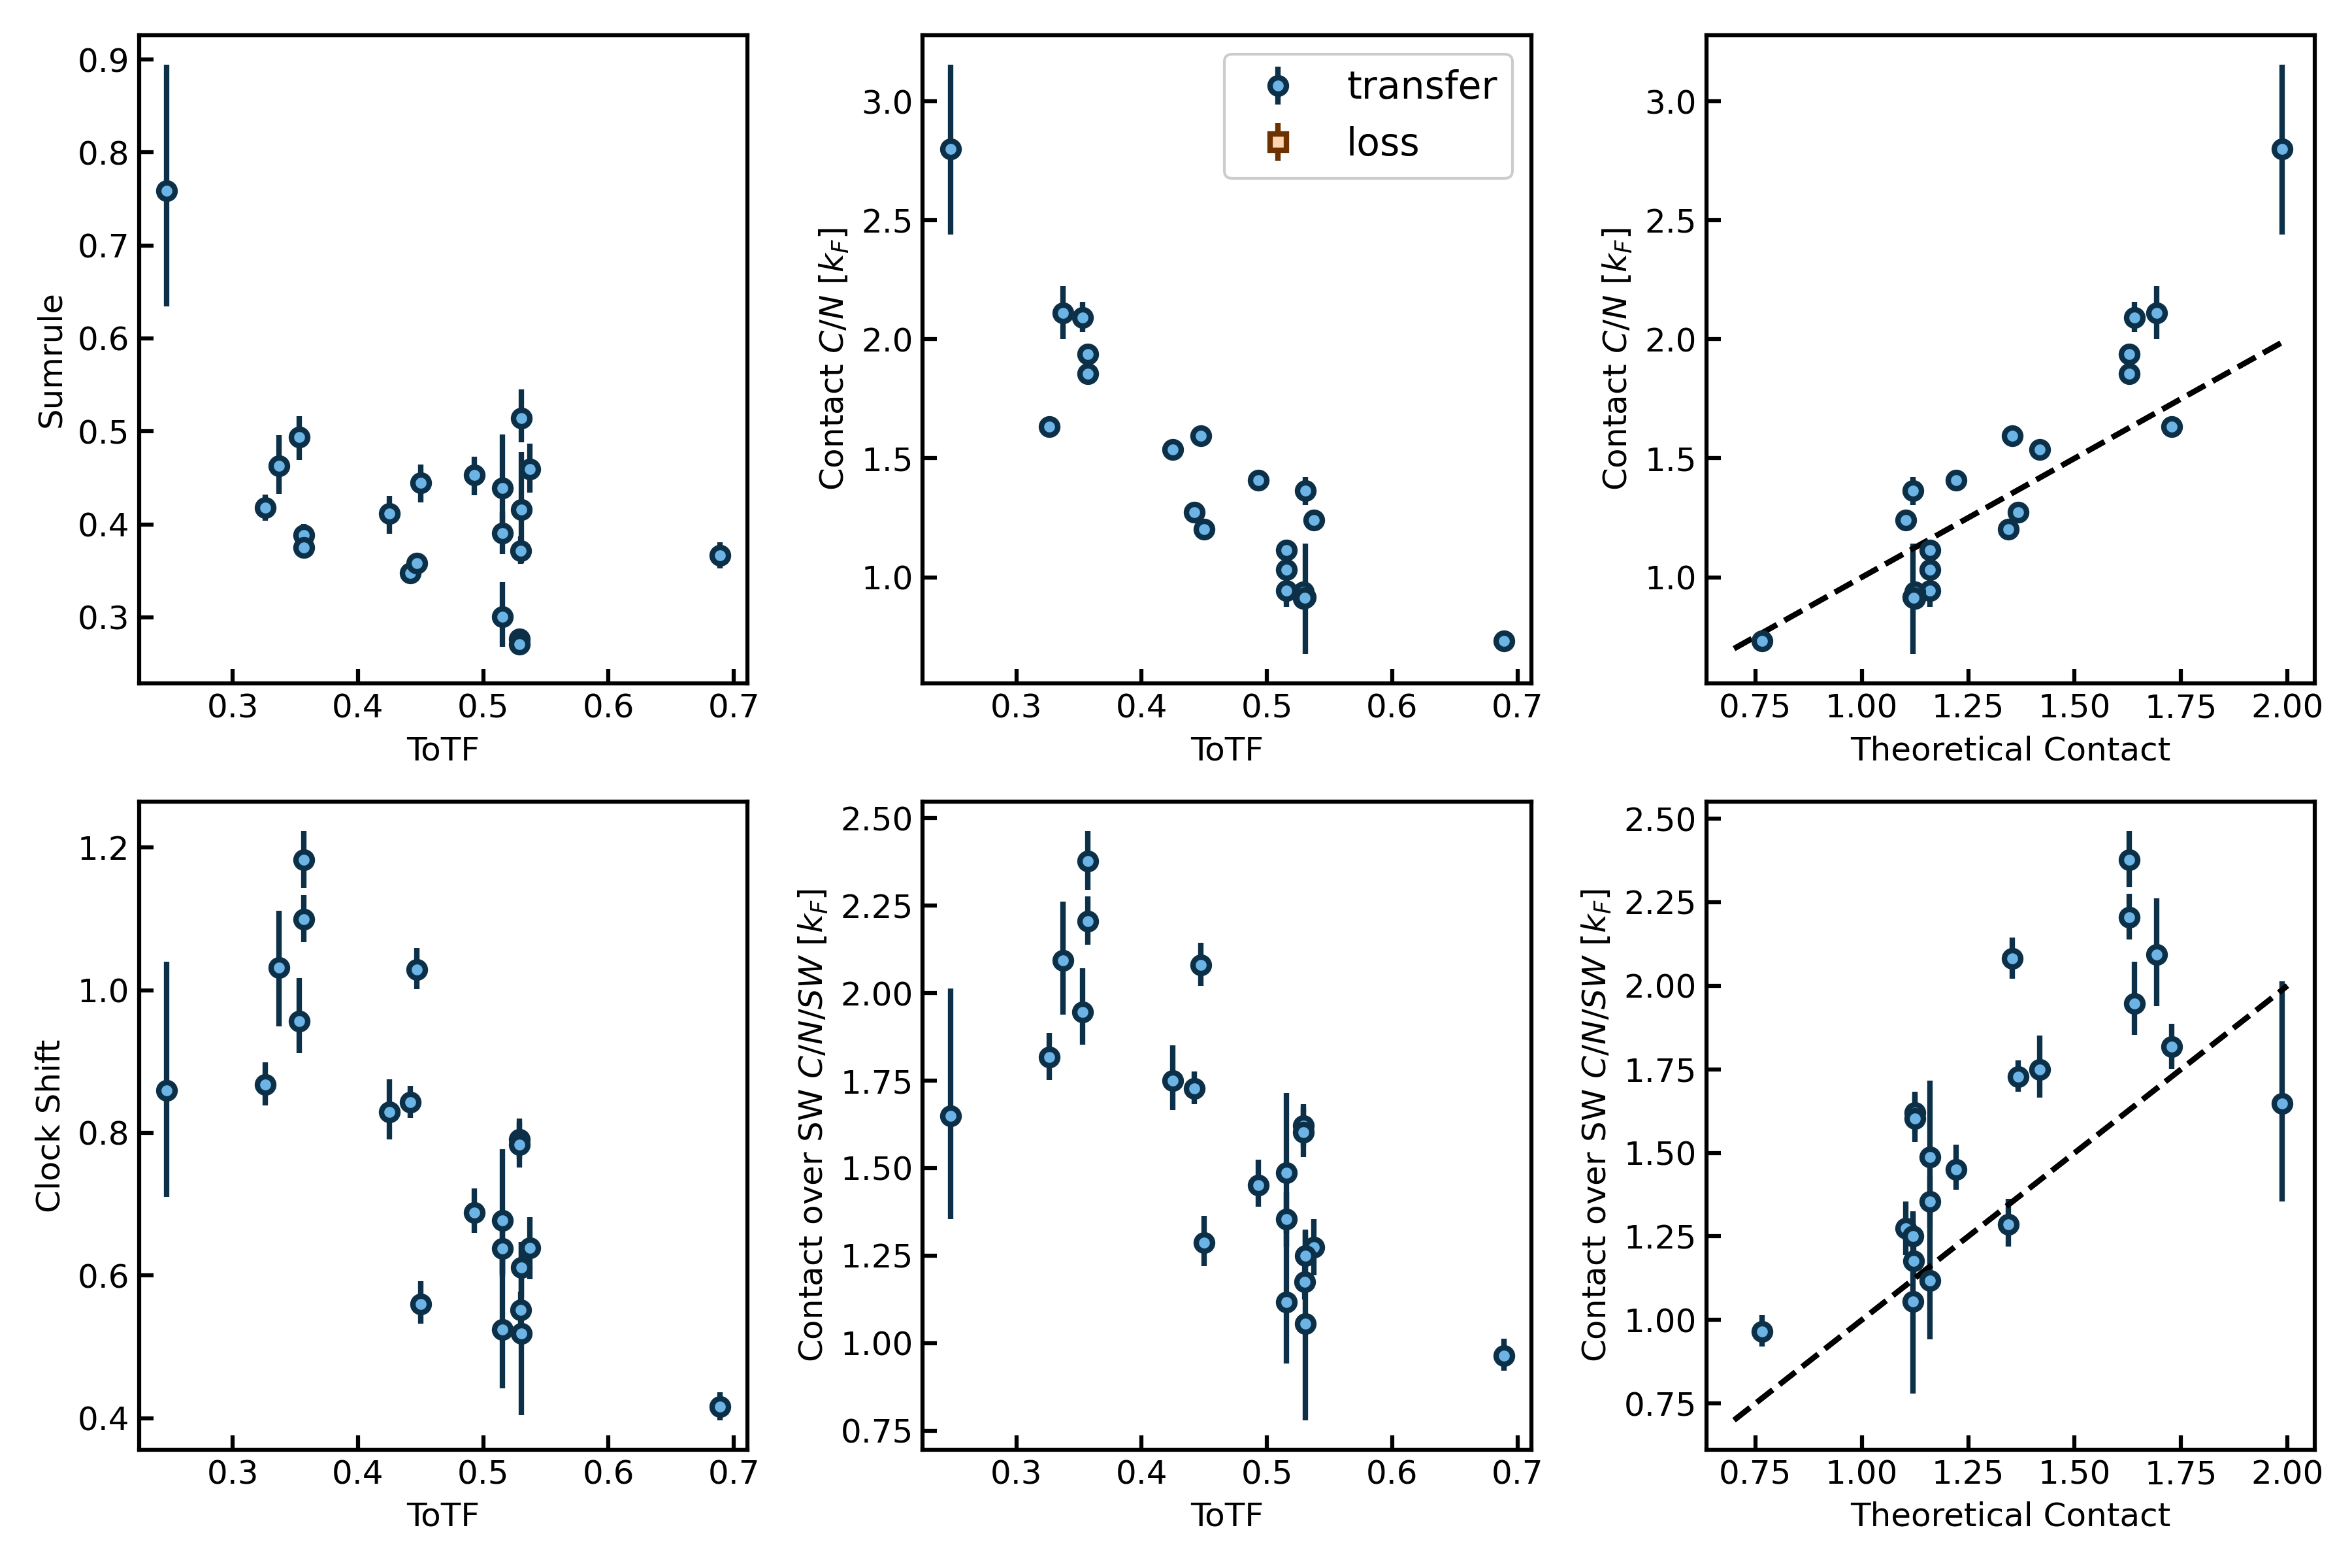 0.9
0.8
0.7
0.6
0.5
0.4
0.3
Sumrule
0.3 0.4 0.5 0.6 0.7
ToTF
3.0
2.5
2.0
1.5
1.0
Contact C/N [k_F]
transfer
loss
0.3 0.4 0.5 0.6 0.7
ToTF
3.0
2.5
2.0
1.5
1.0
Contact C/N [k_F]
0.75 1.00 1.25 1.50 1.75 2.00
Theoretical Contact
1.2
1.0
0.8
0.6
0.4
Clock Shift
0.3 0.4 0.5 0.6 0.7
ToTF
2.50
2.25
2.00
1.75
1.50
1.25
1.00
0.75
Contact over SW C/N/SW [k_F]
0.3 0.4 0.5 0.6 0.7
ToTF
2.50
2.25
2.00
1.75
1.50
1.25
1.00
0.75
Contact over SW C/N/SW [k_F]
0.75 1.00 1.25 1.50 1.75 2.00
Theoretical Contact